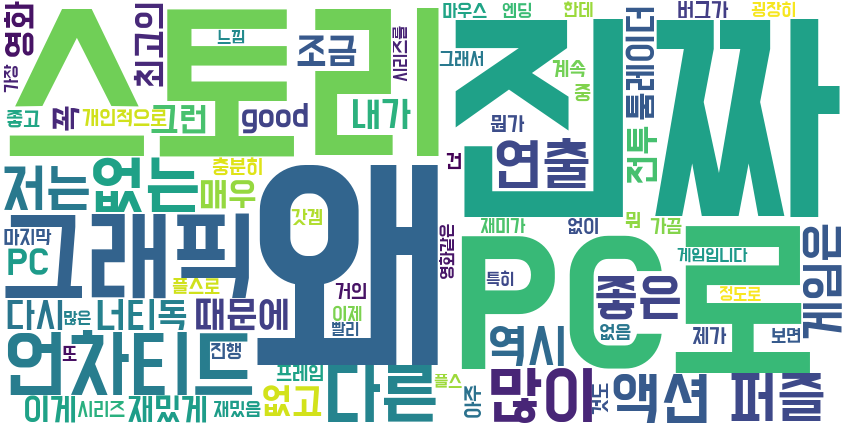 영화
스토리
진짜
최고의
느낌
조금
시리즈를
마우스
엔딩
한데
버그가
굉장히
가장
그래서
계속
중
툼레이더
좋고
꼭
개인적으로
그런
good
내가
뭔가
전투
연출
건
저는
없는
충분히
매우
왜
갓겜
그래픽
마지막
PC
영화같은
재미가
없이
뭔
가끔
게임은
PC로
게임입니다
플스로
거의
특히
좋은
정도로
다시
많은
너티독
때문에
이제
빨리
역시
없음
제가
보면
언차티드
또
진행
프레임
다른
플스
이게
시리즈
재밌게
재밌음
없고
아주
많이
것도
액션
퍼즐